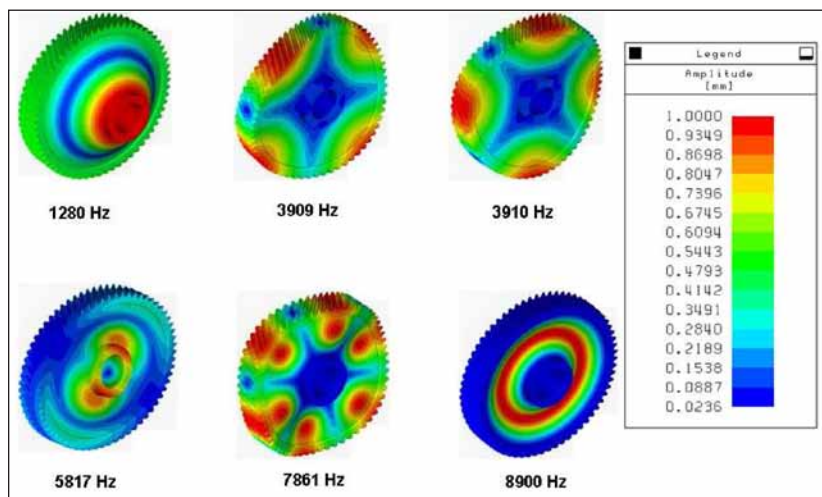 1280 Hz
3909 Hz
3910 Hz
5817 Hz
7861 Hz
8900 Hz
Legend
Amplitude
[mm]
1.0000
0.9349
0.8698
0.8047
0.7396
0.6745
0.6094
0.5443
0.4793
0.4142
0.3491
0.2840
0.2189
0.1538
0.0887
0.0236